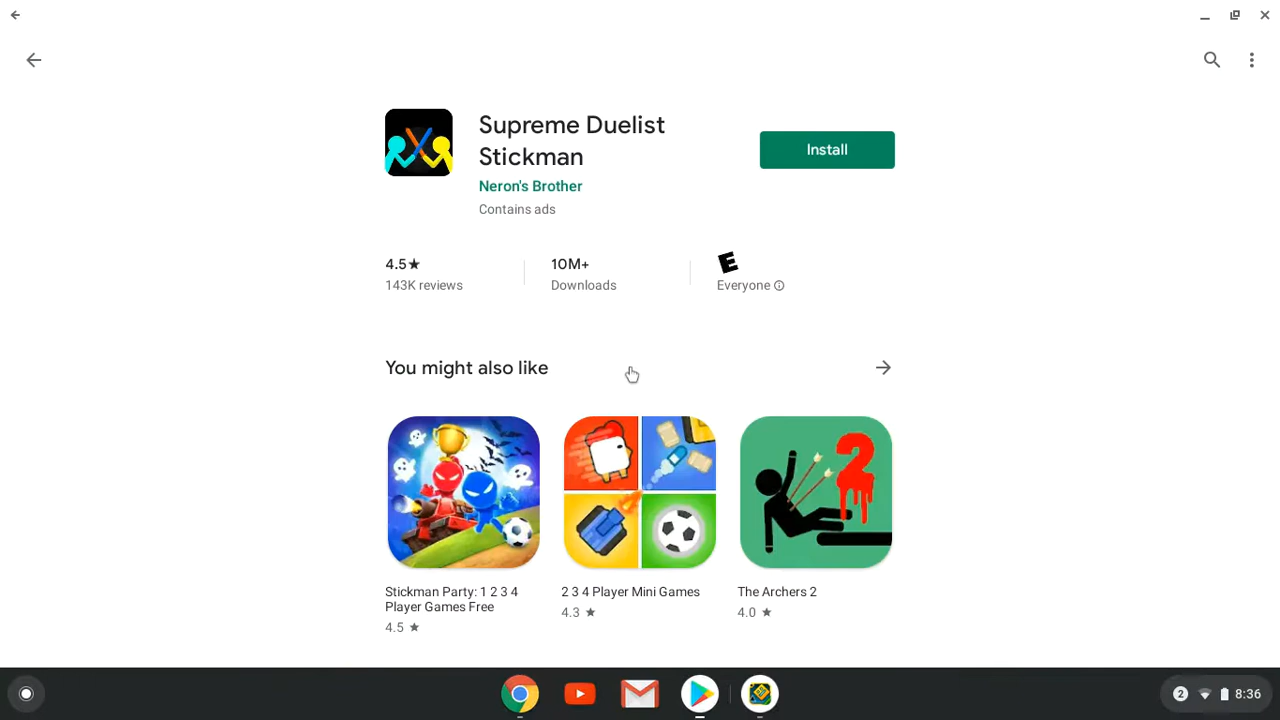 Supreme Duelist
Stickman
Install
Neron's Brother
Contains ads
4.5★
10M+
E
143K reviews
Downloads
Everyone
You might also like
2
Stickman Party: 1 2 3 4
Player Games Free
2 3 4 Player Mini Games
The Archers 2
4.5 ★
4.3 ★
4.0 ★
2
8:36